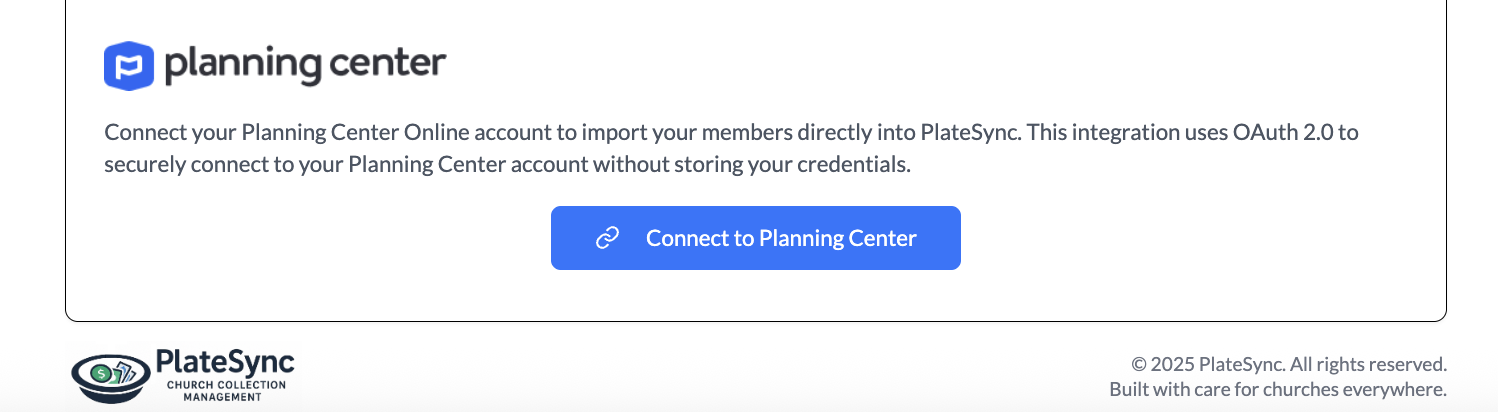 planning center
Connect your Planning Center Online account to import your members directly into PlateSync. This integration uses OAuth 2.0 to
securely connect to your Planning Center account without storing your credentials.
Connect to Planning Center
$
PlateSync
CHURCH COLLECTION
MANAGEMENT
© 2025 PlateSync. All rights reserved.
Built with care for churches everywhere.